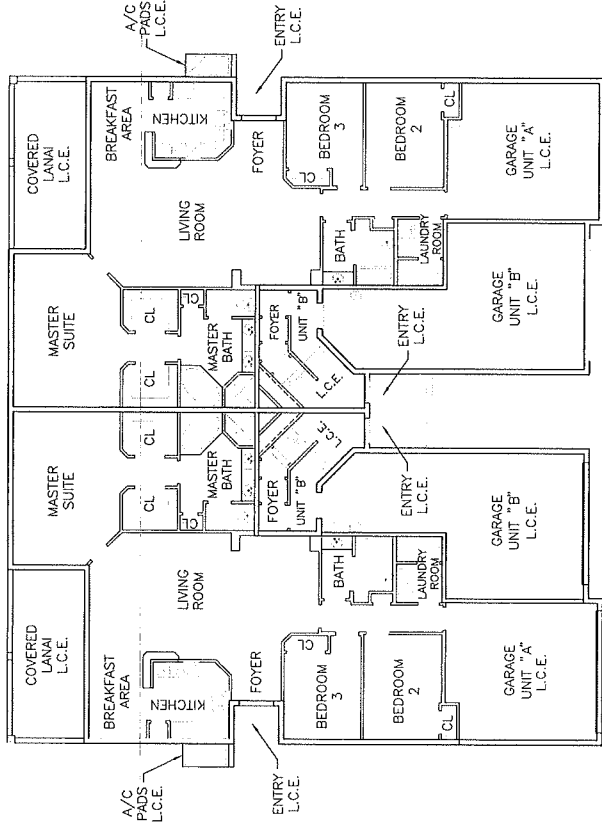 A/C
PADS
L.C.E.
ENTRY
L.C.E.
COVERED
LANAI
L.C.E.
BREAKFAST
AREA
KITCHEN
FOYER
BEDROOM
3
CL
BEDROOM
2
CL
GARAGE
UNIT "A"
L.C.E.
LIVING
ROOM
BATH
LAUNDRY
ROOM
MASTER
SUITE
CL
CL
CL
MASTER
BATH
FOYER
UNIT "B"
L.C.E.
GARAGE
UNIT "B"
L.C.E.
ENTRY
L.C.E.
MASTER
SUITE
CL
CL
CL
MASTER
BATH
FOYER
UNIT "B"
L.C.E.
ENTRY
L.C.E.
GARAGE
UNIT "B"
L.C.E.
COVERED
LANAI
L.C.E.
LIVING
ROOM
BREAKFAST
AREA
KITCHEN
FOYER
CL
BEDROOM
3
BATH
LAUNDRY
ROOM
BEDROOM
2
CL
GARAGE
UNIT "A"
L.C.E.
A/C
PADS
L.C.E.
ENTRY
L.C.E.